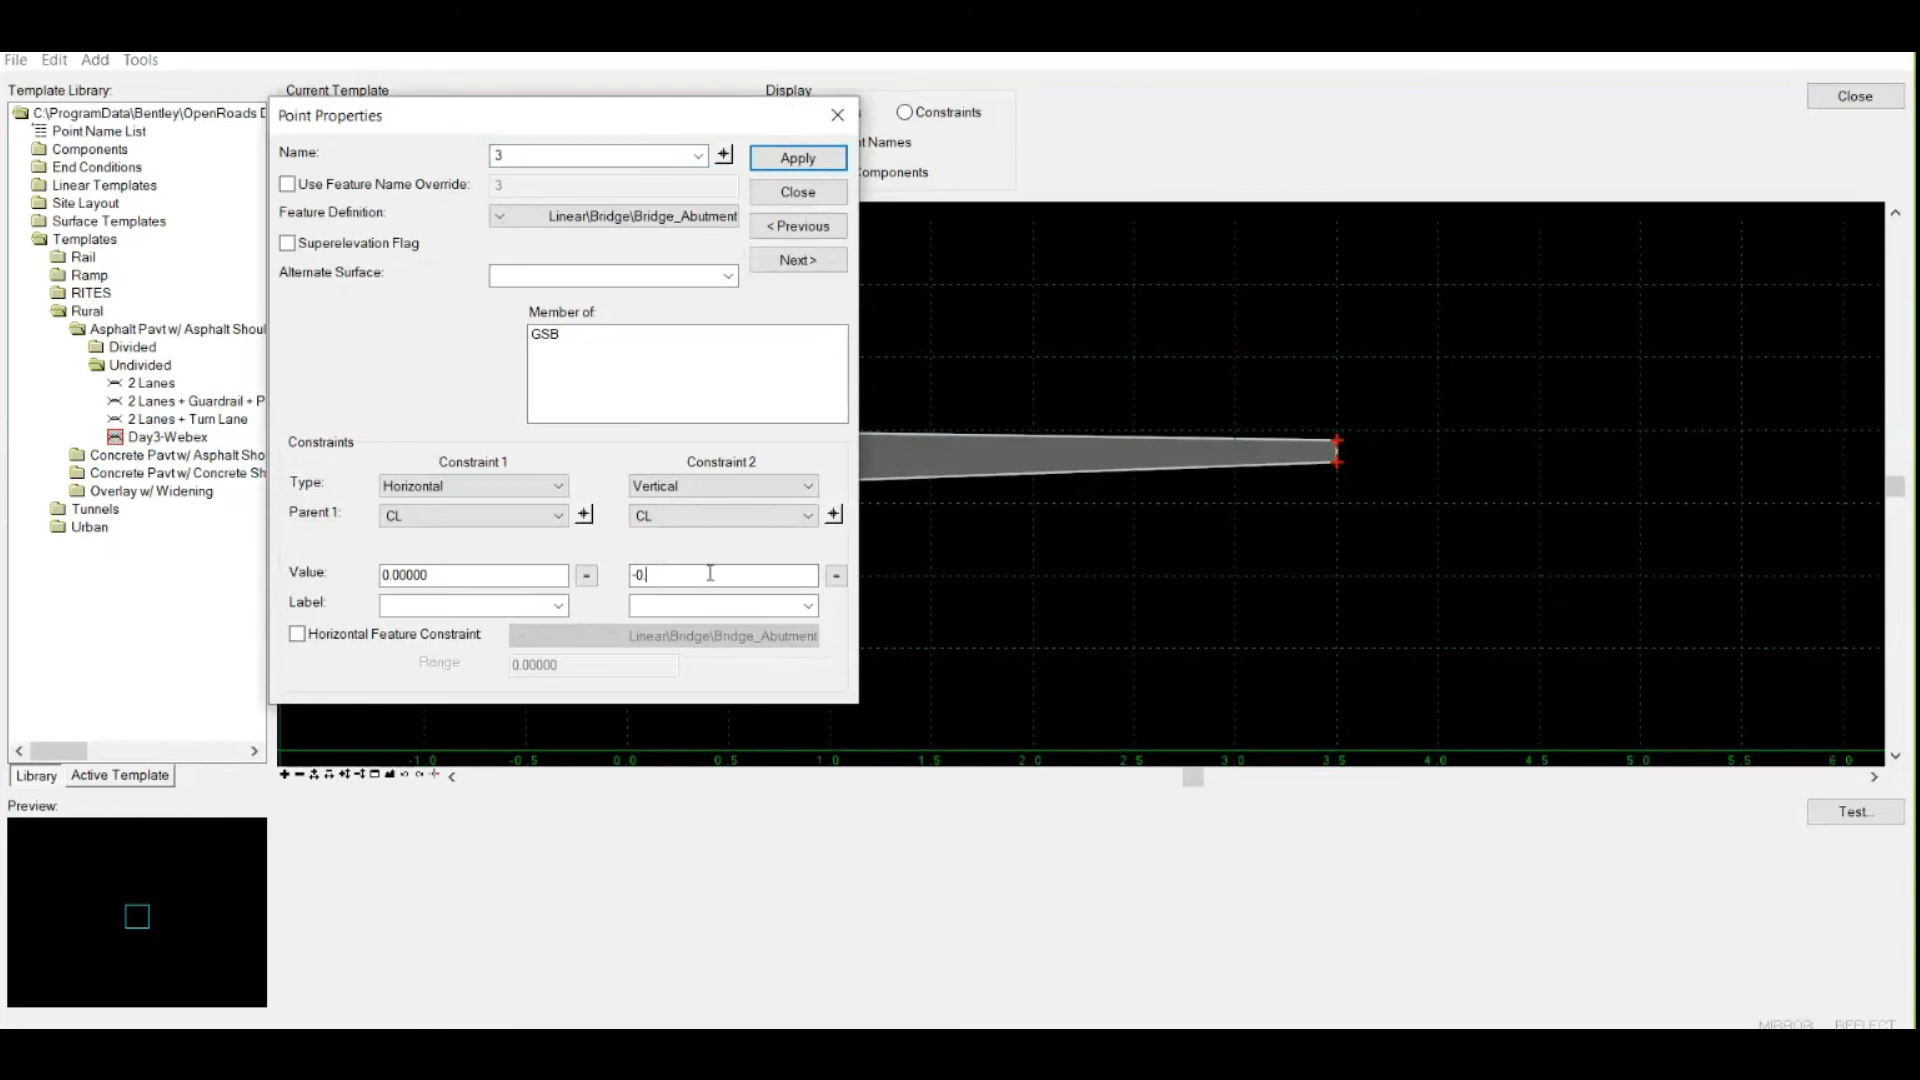 File Edit Add Tools
Template Library:
C:\ProgramData\Bentley\OpenRoads D
Point Name List
Components
End Conditions
Linear Templates
Site Layout
Surface Templates
Templates
Rail
Ramp
RITES
Rural
Asphalt Pavt w/ Asphalt Shoul
Divided
Undivided
2 Lanes
2 Lanes + Guardrail + P
2 Lanes + Turn Lane
Day3-Webex
Concrete Pavt w/ Asphalt Sho
Concrete Pavt w/ Concrete Sh
Overlay w/ Widening
Tunnels
Urban
Library Active Template
Preview:
Current Template
Display
Constraints
nt Names
Components
Close
Point Properties
Name: 3
Apply
Use Feature Name Override: 3
Close
Feature Definition: Linear\Bridge\Bridge_Abutment
< Previous
Superelevation Flag
Next>
Alternate Surface:
Member of:
GSB
Constraints
Constraint 1 Constraint 2
Type: Horizontal Vertical
Parent 1: CL CL
Value: 0.00000 = -0. =
Label:
Horizontal Feature Constraint: Linear\Bridge\Bridge_Abutment
Range: 0.00000
-1.0 -0.5 0.0 0.5 1.0 1.5 2.0 2.5 3.0 3.5 4.0 4.5 5.0 5.5 6.0
Test...
MIRROR REFLECT